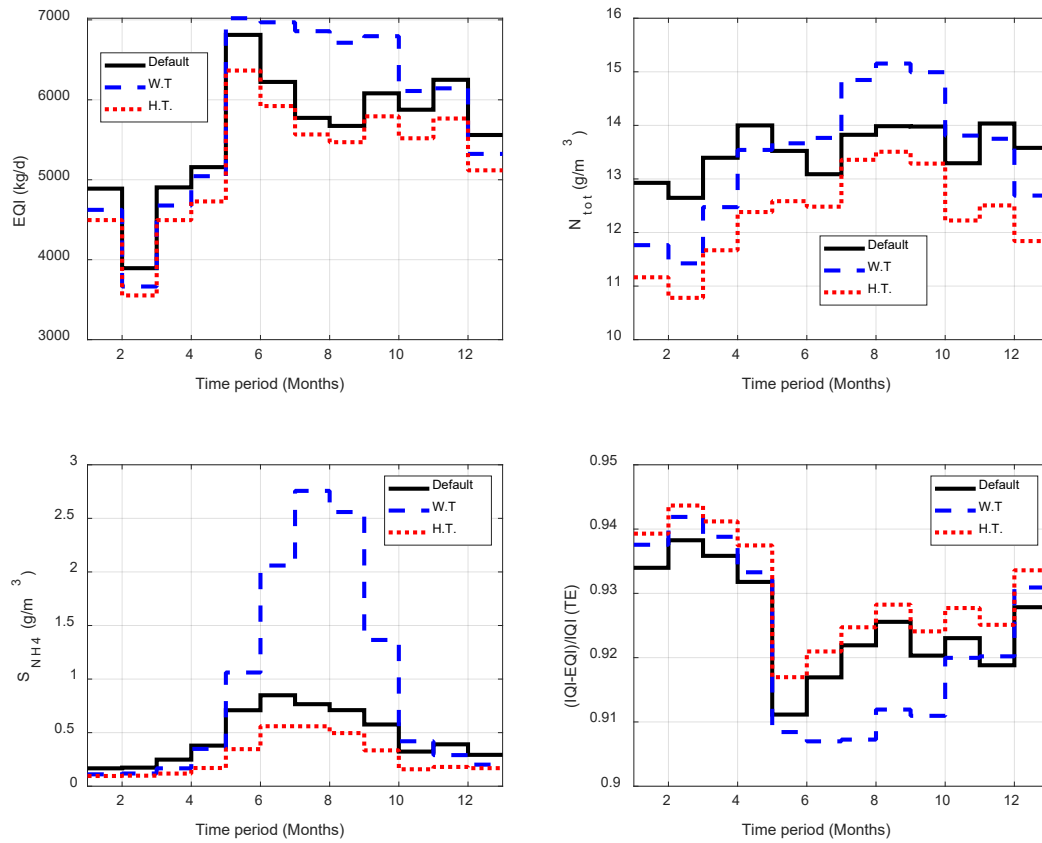 7000
6000
5000
4000
3000
EQI (kg/d)
Default
W.T
H.T.
2
4
6
8
10
12
Time period (Months)
16
15
14
13
12
11
10
N tot (g/m 3)
Default
W.T
H.T.
2
4
6
8
10
12
Time period (Months)
3
2.5
2
1.5
1
0.5
0
S NH4 (g/m 3)
Default
W.T
H.T.
2
4
6
8
10
12
Time period (Months)
0.95
0.94
0.93
0.92
0.91
0.9
(IQI-EQI)/IQI (TE)
Default
W.T
H.T.
2
4
6
8
10
12
Time period (Months)